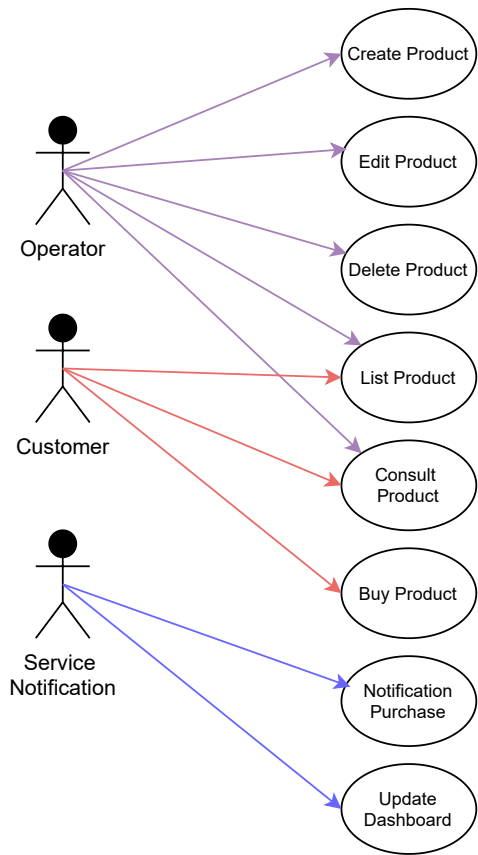 Create Product
Edit Product
Operator
Delete Product
List Product
Customer
Consult
Product
Buy Product
Service
Notification
Notification
Purchase
Update
Dashboard